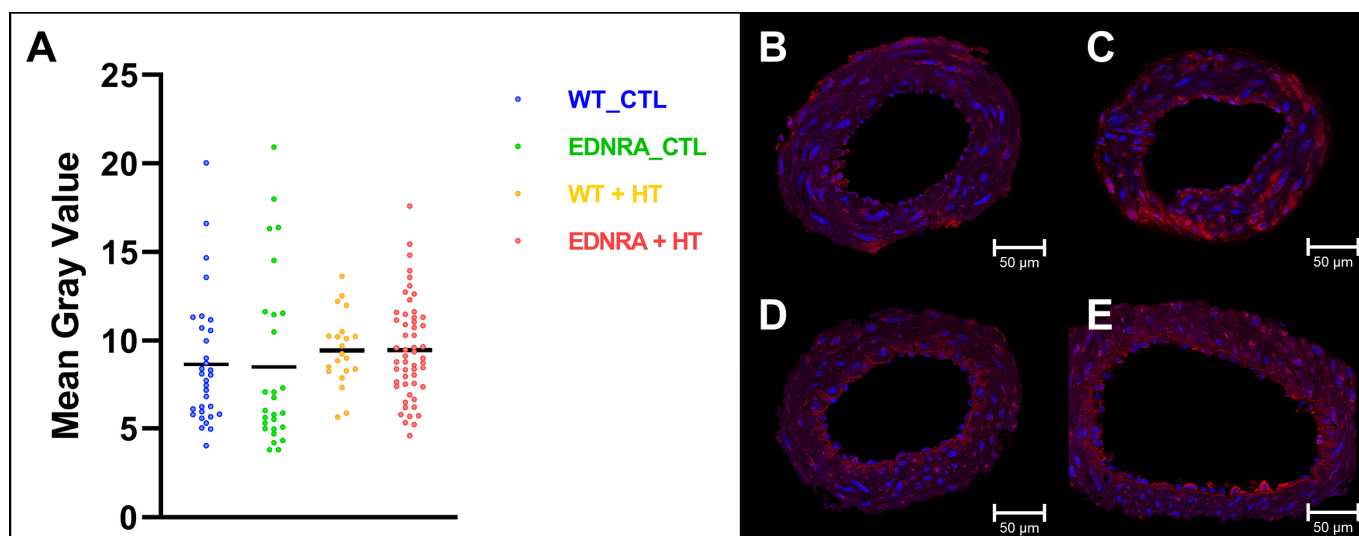 A
25
20
15
10
5
0
Mean Gray Value
WT_CTL
EDNRA_CTL
WT + HT
EDNRA + HT
B
50 µm
C
50 µm
D
50 µm
E
50 µm